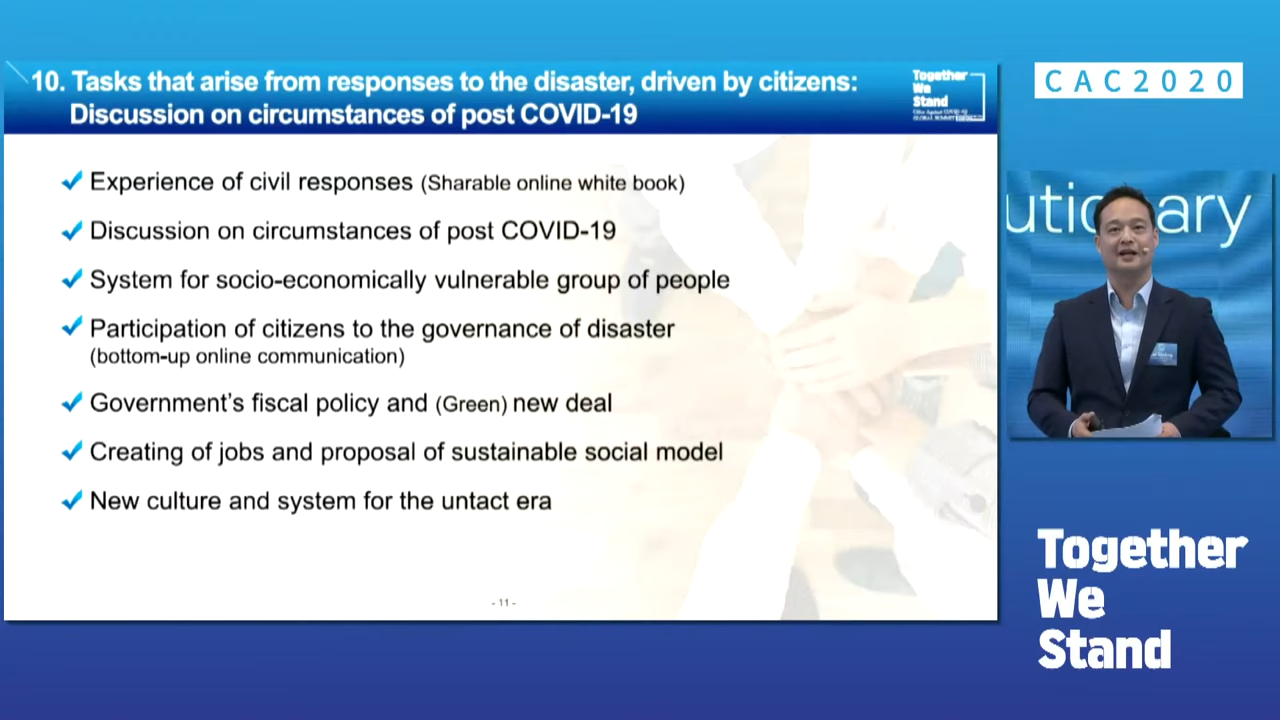 10. Tasks that arise from responses to the disaster, driven by citizens:
Discussion on circumstances of post COVID-19
Together
We
Stand
CAC2020
Experience of civil responses (Sharable online white book)
Discussion on circumstances of post COVID-19
System for socio-economically vulnerable group of people
Participation of citizens to the governance of disaster
(bottom-up online communication)
Government's fiscal policy and (Green) new deal
Creating of jobs and proposal of sustainable social model
New culture and system for the untact era
- 11 -
Together
We
Stand